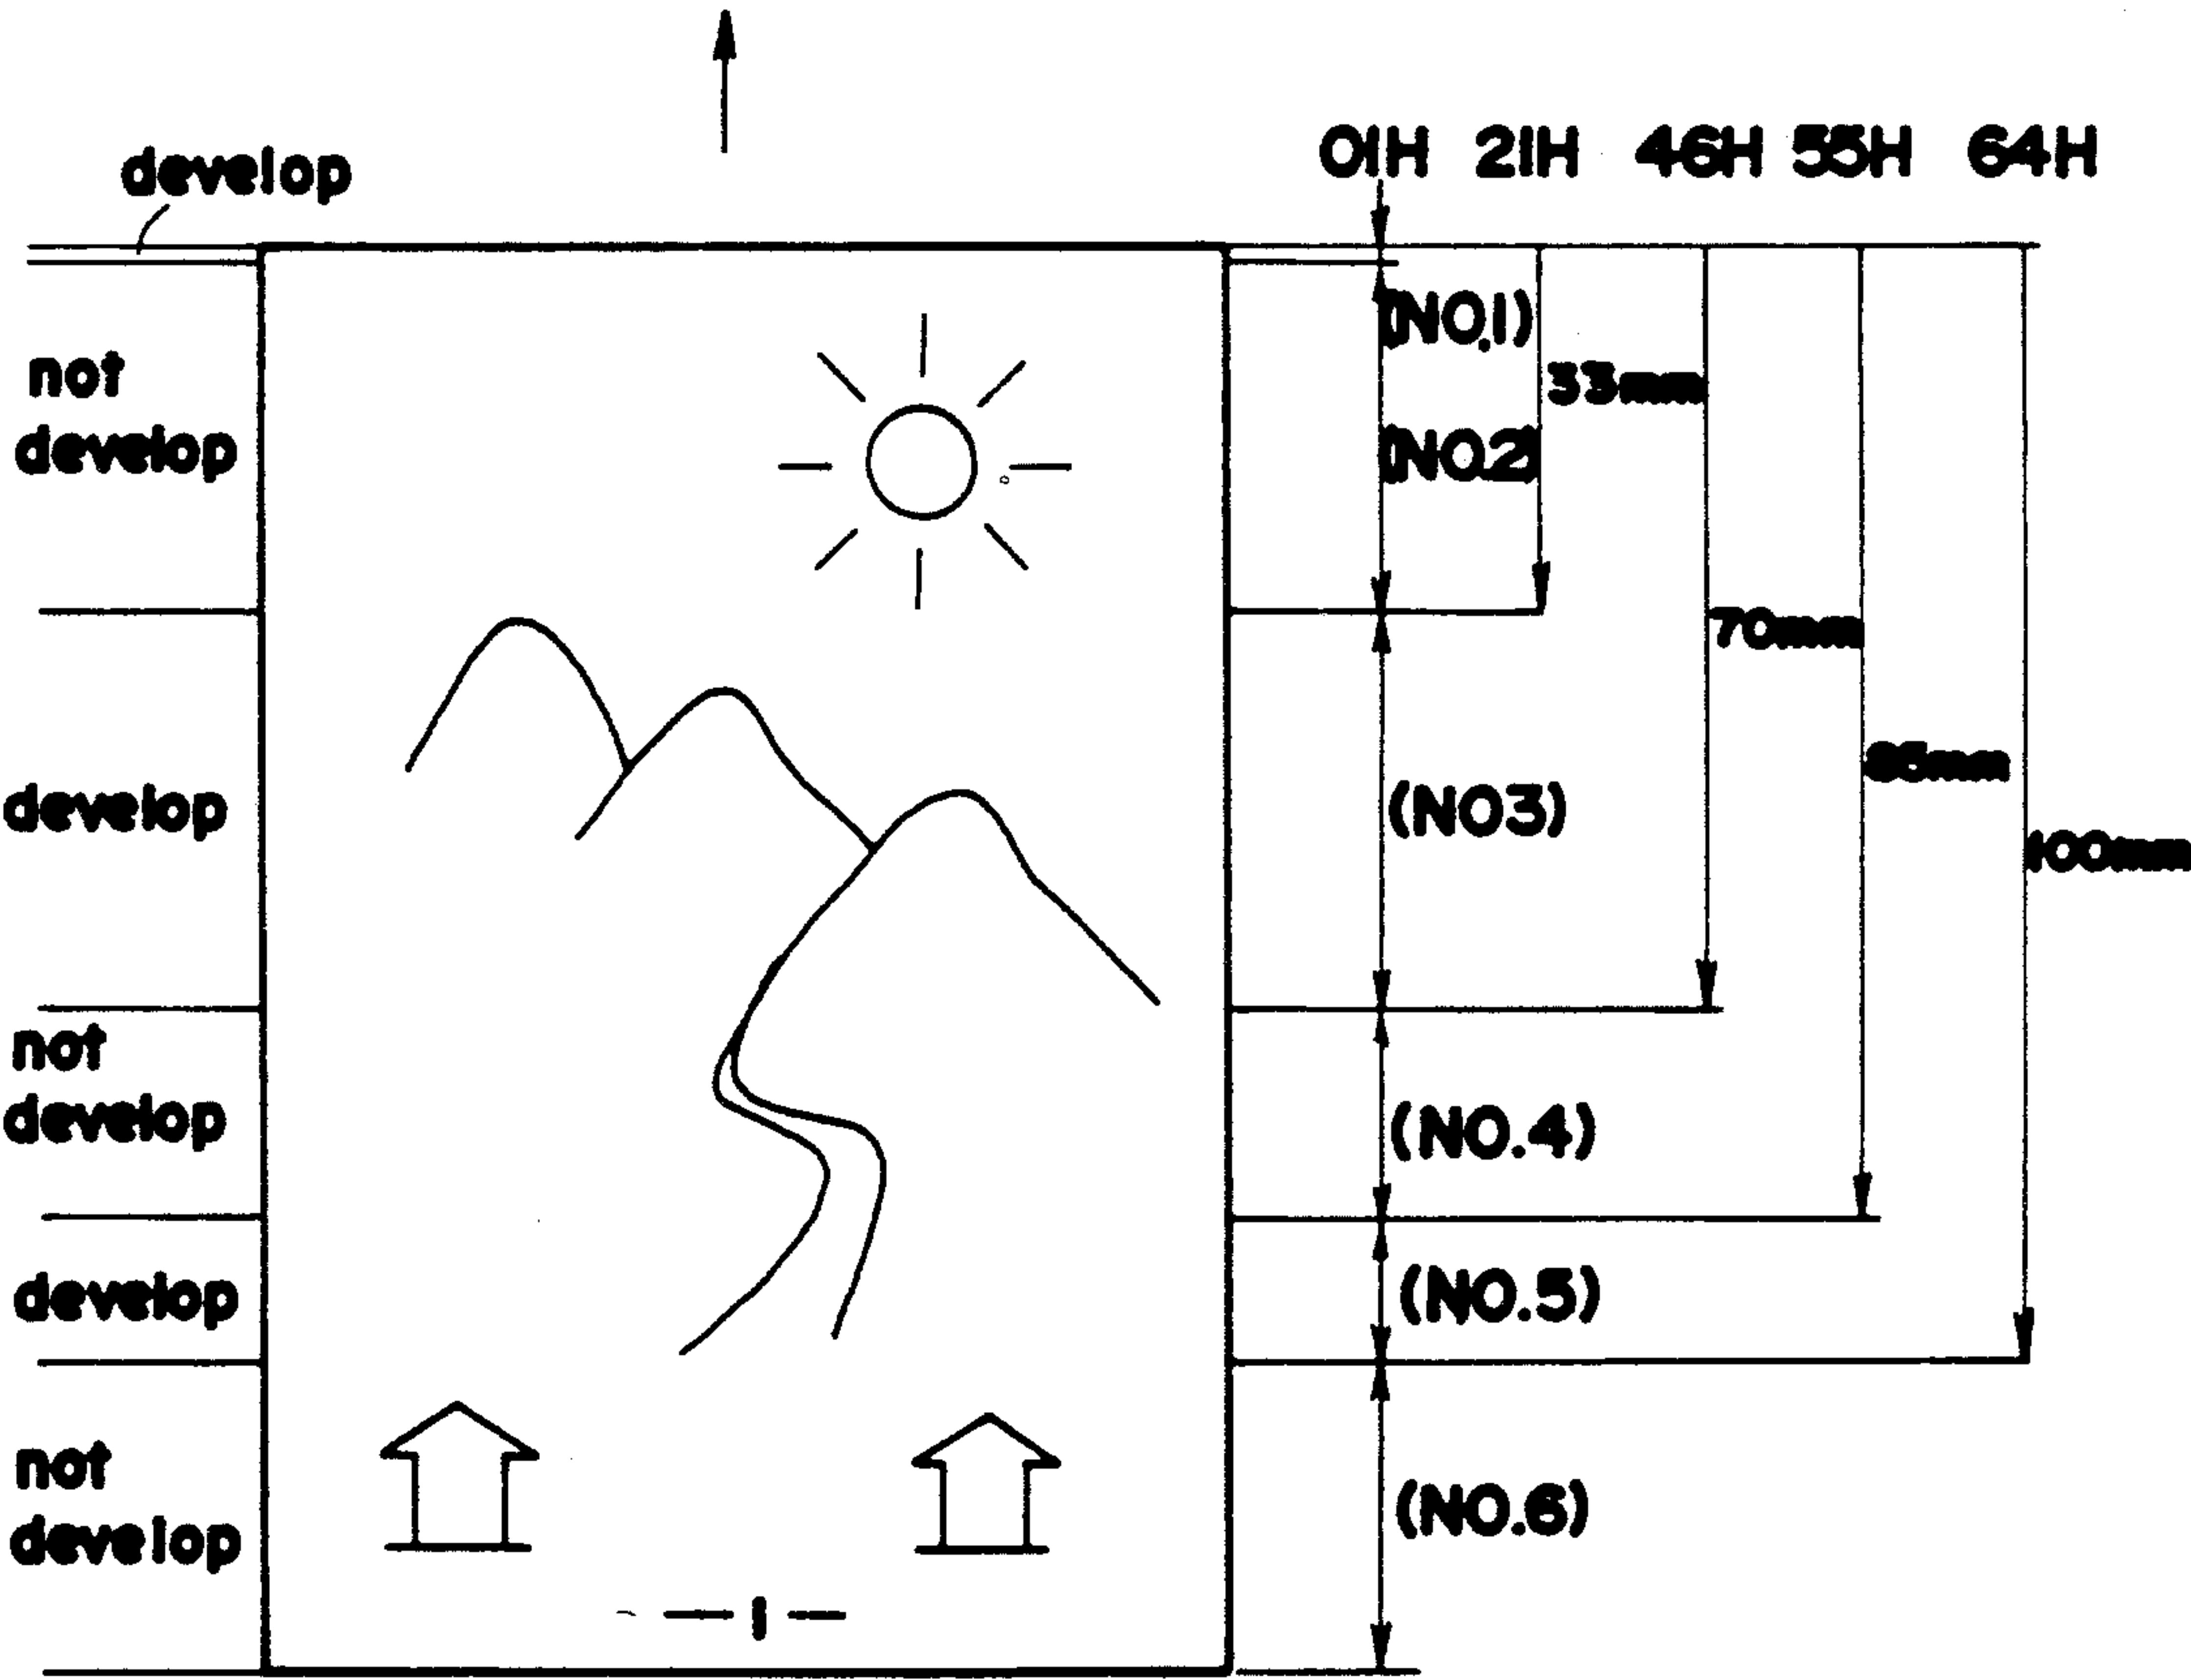 develop
01H 21H 46H 55H 64H
(NO.1)
not
develop
33mm
(NO.2)
70mm
85mm
develop
(NO3)
100mm
not
develop
(NO.4)
develop
(NO.5)
not
develop
(NO.6)
-1-